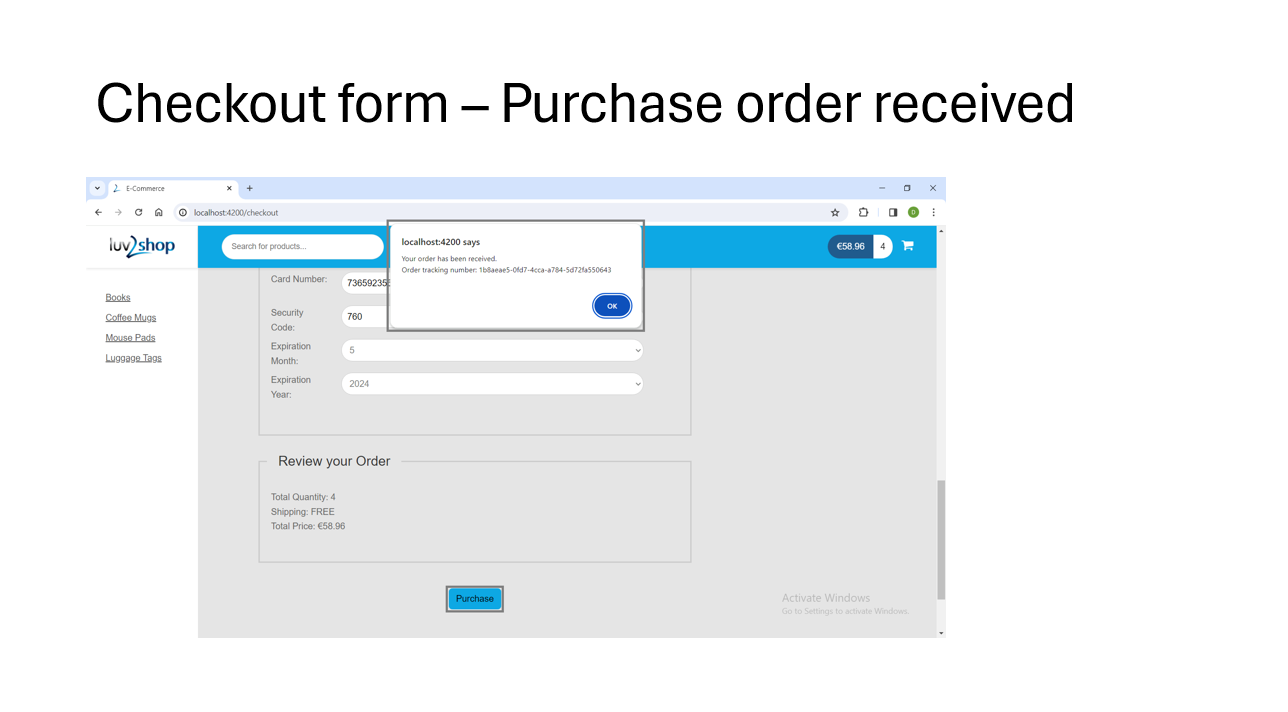 Checkout form – Purchase order received
E-Commerce
localhost:4200/checkout
D
luv2shop
Search for products...
€58.96 4
localhost:4200 says
Your order has been received.
Order tracking number: 1b8aeae5-0fd7-4cca-a784-5d72fa550643
OK
Books
Coffee Mugs
Mouse Pads
Luggage Tags
Card Number:
Security
Code:
760
Expiration
Month:
5
Expiration
Year:
2024
Review your Order
Total Quantity: 4
Shipping: FREE
Total Price: €58.96
Purchase
Activate Windows
Go to Settings to activate Windows.